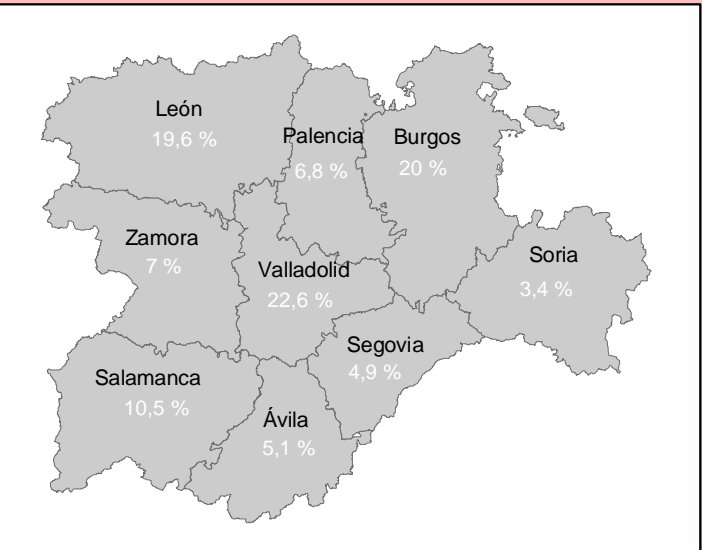 León
19,6 %
Palencia
6,8 %
Burgos
20 %
Zamora
7 %
Valladolid
22,6 %
Soria
3,4 %
Segovia
4,9 %
Salamanca
10,5 %
Ávila
5,1 %